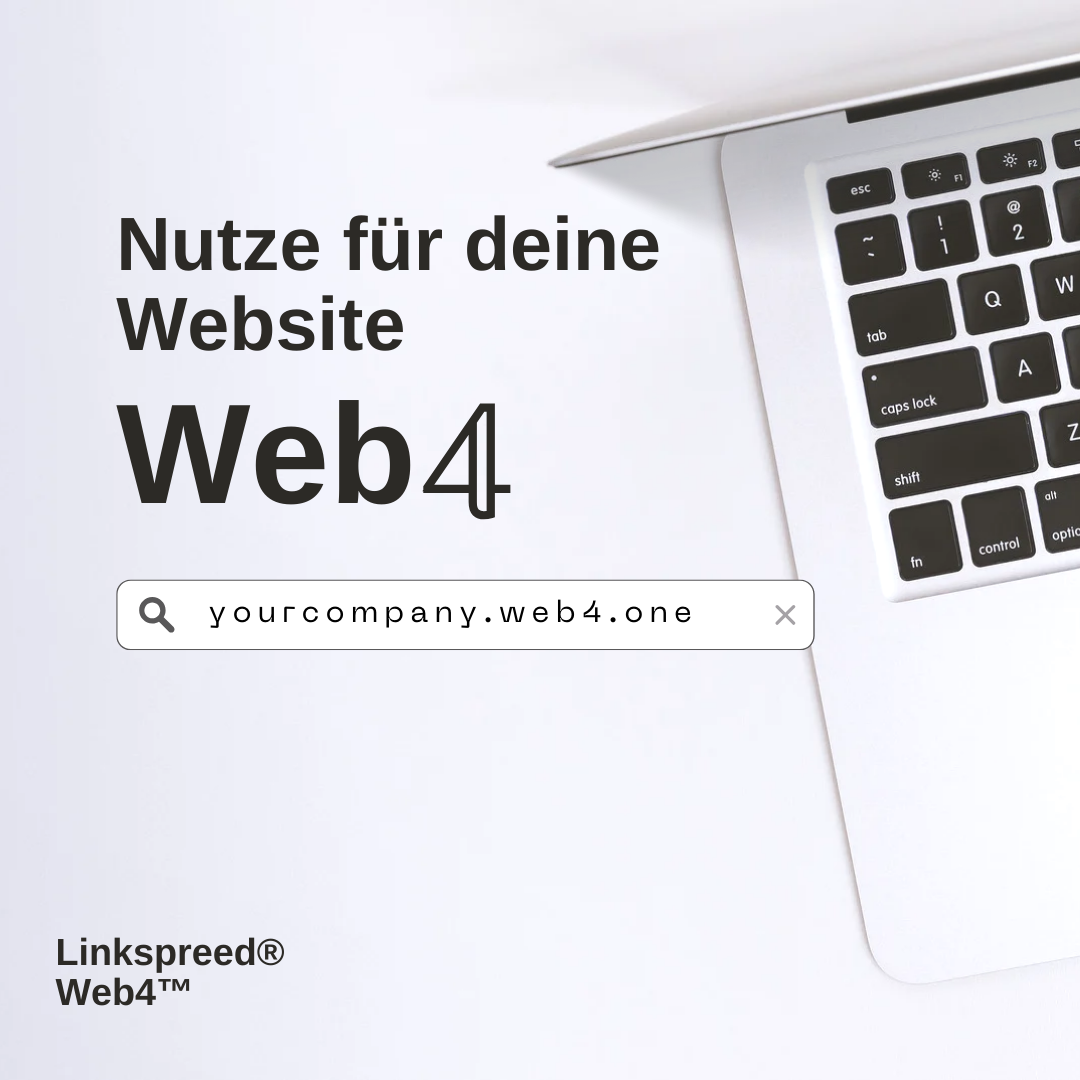 Nutze für deine
Website
Web4
yourcompany.web4.one
Linkspreed®
Web4™
esc
F1
F2
~
`
!
1
@
2
tab
Q
W
caps lock
A
shift
Z
fn
control
alt
optio